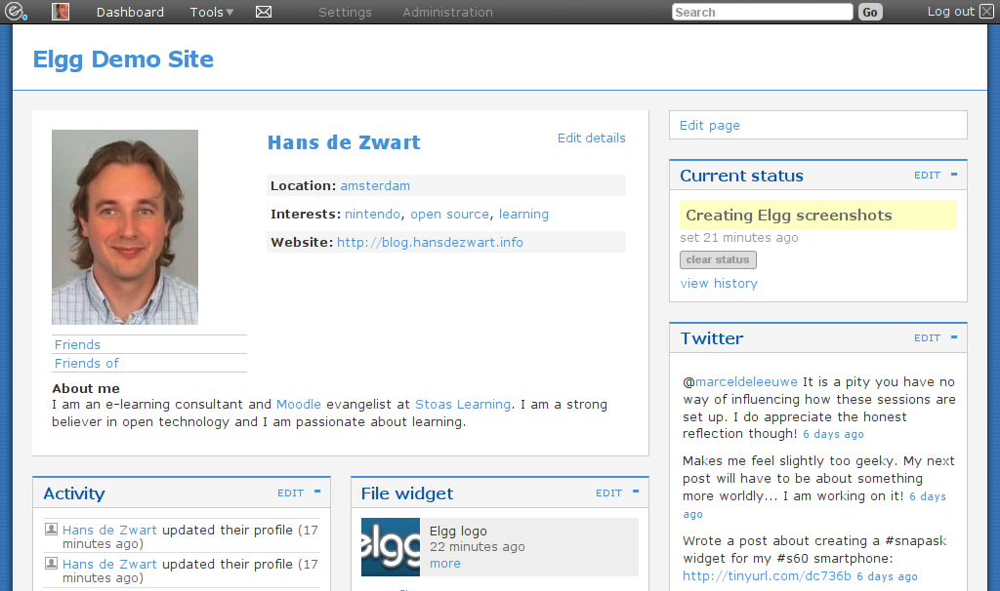 Dashboard Tools Settings Administration Search Go Log out
Elgg Demo Site
Hans de Zwart
Edit details
Location: amsterdam
Interests: nintendo, open source, learning
Website: http://blog.hansdezwart.info
Friends
Friends of
About me
I am an e-learning consultant and Moodle evangelist at Stoas Learning. I am a strong
believer in open technology and I am passionate about learning.
Activity EDIT
Hans de Zwart updated their profile (17
minutes ago)
Hans de Zwart updated their profile (17
minutes ago)
File widget EDIT
elgg
Elgg logo
22 minutes ago
more
Edit page
Current status EDIT
Creating Elgg screenshots
set 21 minutes ago
clear status
view history
Twitter EDIT
@marceldeleeuwe It is a pity you have no
way of influencing how these sessions are
set up. I do appreciate the honest
reflection though! 6 days ago
Makes me feel slightly too geeky. My next
post will have to be about something
more worldly... I am working on it! 6 days
ago
Wrote a post about creating a #snapask
widget for my #s60 smartphone:
http://tinyurl.com/dc736b 6 days ago